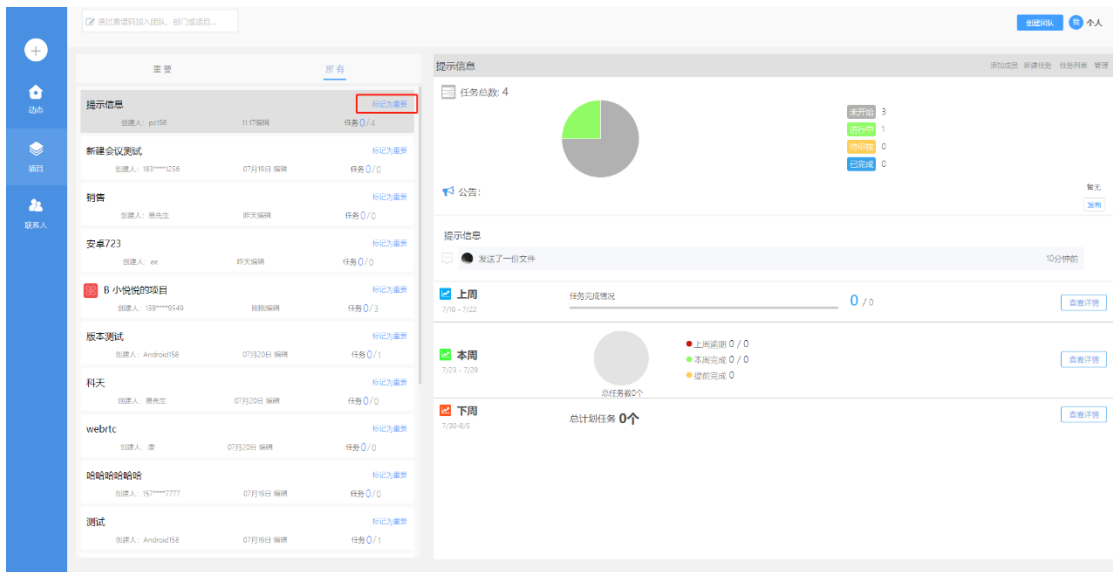 通过邀请码加入团队、部门或项目...
创建团队
个人
动态
项目
联系人
重要
所有
提示信息
标记为重要
创建人：pc156
11:17编辑
任务0/4
新建会议测试
标记为重要
创建人：183****1256
07月19日 编辑
任务0/0
销售
标记为重要
昨天编辑
任务0/0
安卓723
标记为重要
创建人：ee
昨天编辑
任务0/0
B 小悦悦的项目
标记为重要
创建人：138****9549
刚刚编辑
任务0/3
版本测试
标记为重要
创建人：Android158
07月20日 编辑
任务0/1
科天
标记为重要
07月20日 编辑
任务0/0
webrtc
标记为重要
07月20日 编辑
任务0/0
哈哈哈哈哈哈
标记为重要
创建人：157****7777
07月19日 编辑
任务0/0
测试
标记为重要
创建人：Android158
07月19日 编辑
任务0/1
提示信息
添加成员 新建任务 任务列表 管理
任务总数: 4
未开始 3
进行中 1
待审核 0
已完成 0
公告:
暂无
发布
提示信息
发送了一份文件
10分钟前
上周
7/16 - 7/22
任务完成情况
0 / 0
查看详情
本周
7/23 - 7/29
总任务数0个
上周逾期 0 / 0
本周完成 0 / 0
提前完成 0
查看详情
下周
7/30-8/5
总计划任务 0个
查看详情